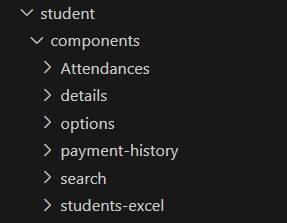 student
components
Attendances
details
options
payment-history
search
students-excel